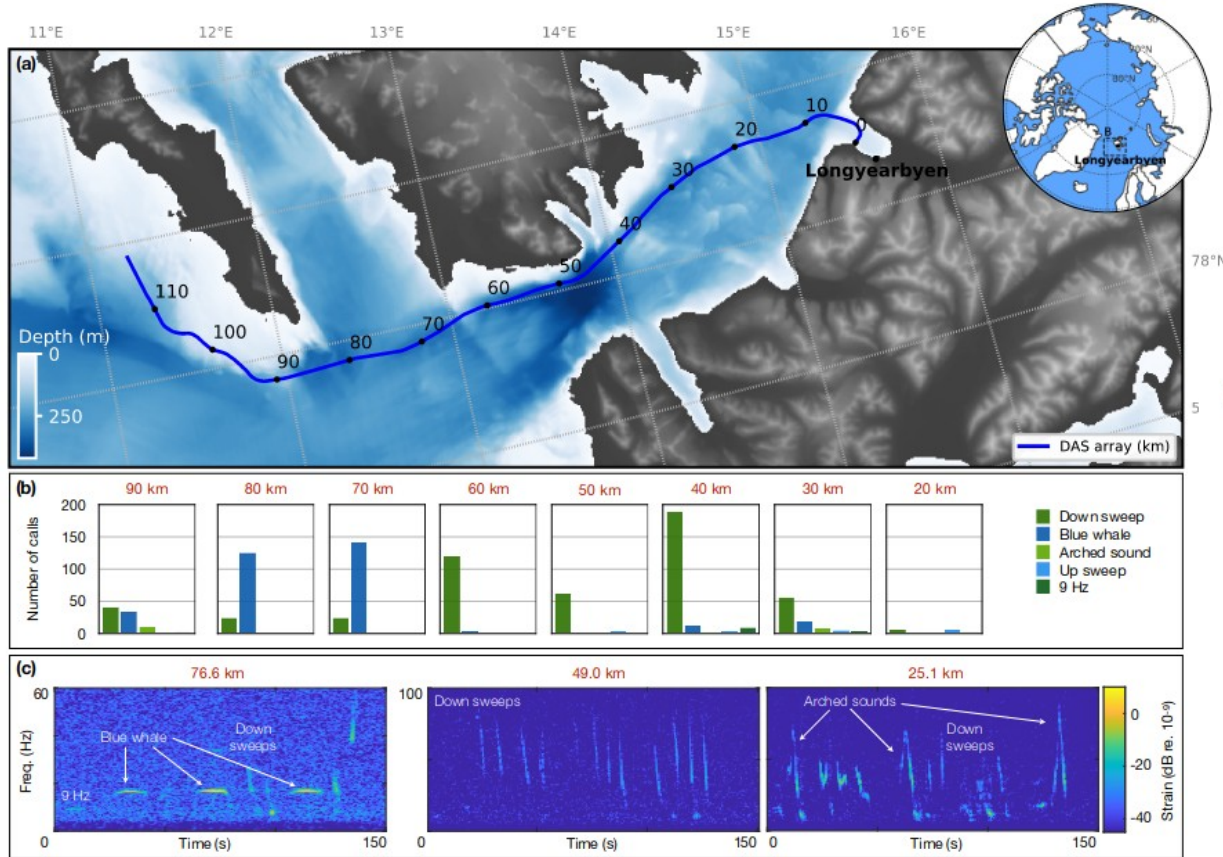 11°E
12°E
13°E
14°E
15°E
16°E
(a)
10
0
20
Longyearbyen
30
40
50
60
70
80
90
100
110
80°N
B
Longyearbyen
78°N
5
Depth (m)
0
250
DAS array (km)
(b)
90 km
80 km
70 km
60 km
50 km
40 km
30 km
20 km
Number of calls
200
150
100
50
0
Down sweep
Blue whale
Arched sound
Up sweep
9 Hz
(c)
76.6 km
49.0 km
25.1 km
Freq. (Hz)
60
Blue whale
Down
sweeps
9 Hz
0
Time (s)
150
100
Down sweeps
0
Time (s)
150
Arched sounds
Down
sweeps
0
Time (s)
150
0
-20
-40
Strain (dB re. 10⁻⁹)